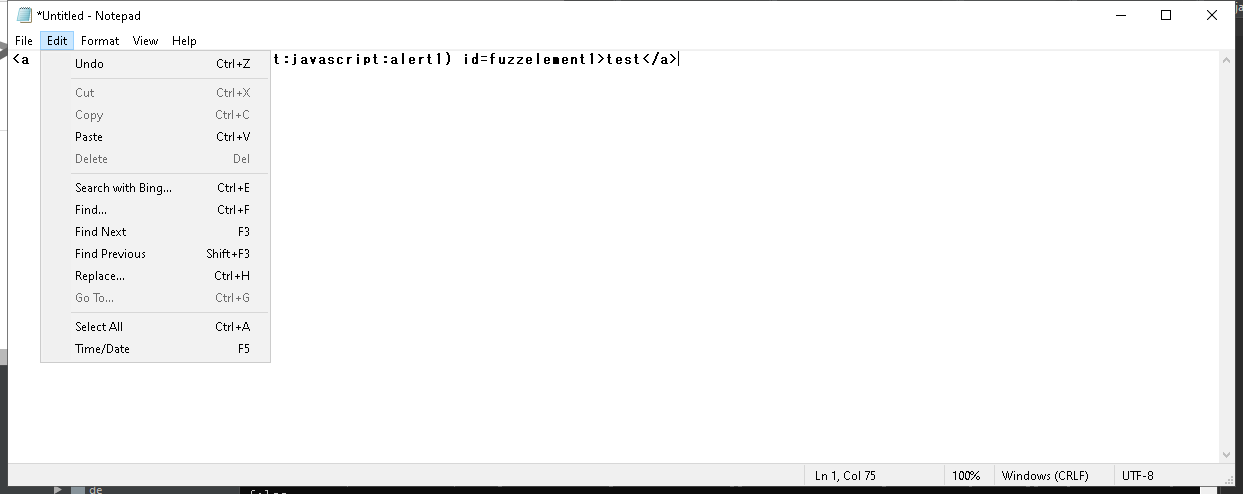 *Untitled - Notepad
File Edit Format View Help
<a t:javascript:alert1) id=fuzzelement1>test</a>
Undo Ctrl+Z
Cut Ctrl+X
Copy Ctrl+C
Paste Ctrl+V
Delete Del
Search with Bing... Ctrl+E
Find... Ctrl+F
Find Next F3
Find Previous Shift+F3
Replace... Ctrl+H
Go To... Ctrl+G
Select All Ctrl+A
Time/Date F5
Ln 1, Col 75 100% Windows (CRLF) UTF-8
de